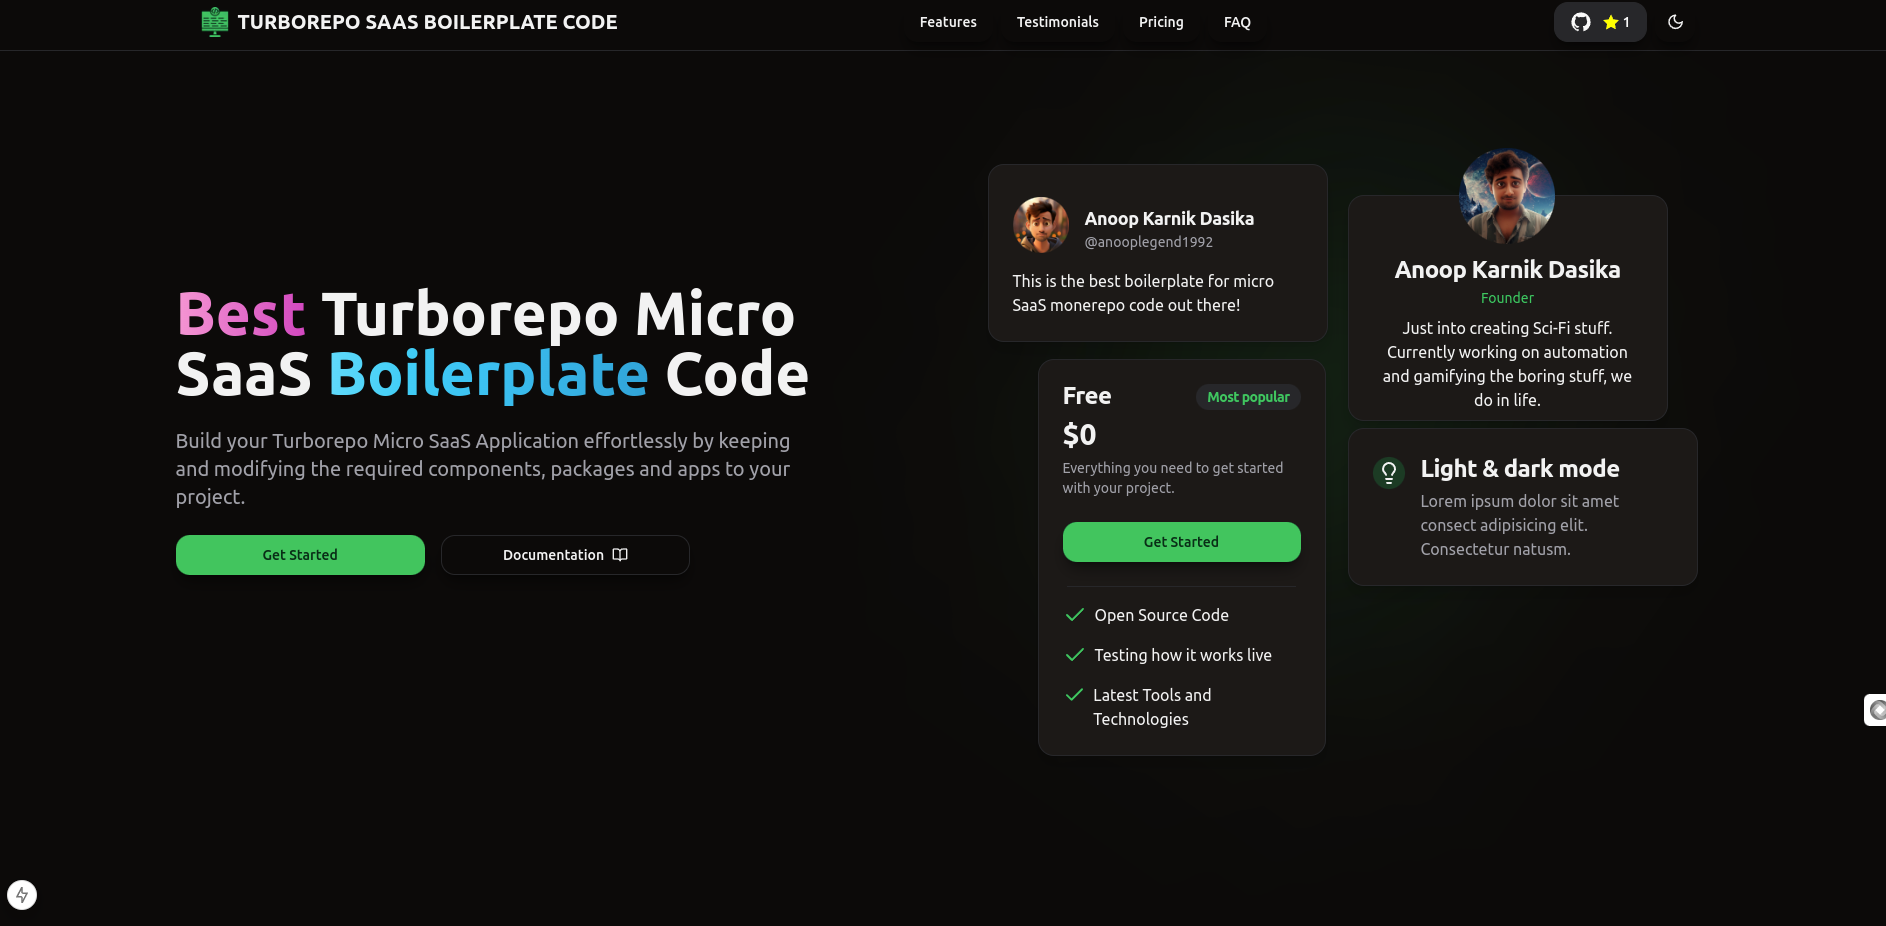 TURBOREPO SAAS BOILERPLATE CODE
Features
Testimonials
Pricing
FAQ
1
Best Turborepo Micro
SaaS Boilerplate Code
Build your Turborepo Micro SaaS Application effortlessly by keeping
and modifying the required components, packages and apps to your
project.
Get Started
Documentation
Anoop Karnik Dasika
@anooplegend1992
This is the best boilerplate for micro
SaaS monerepo code out there!
Free
Most popular
$0
Everything you need to get started
with your project.
Get Started
Open Source Code
Testing how it works live
Latest Tools and
Technologies
Anoop Karnik Dasika
Founder
Just into creating Sci-Fi stuff.
Currently working on automation
and gamifying the boring stuff, we
do in life.
Light & dark mode
Lorem ipsum dolor sit amet
consect adipisicing elit.
Consectetur natusm.